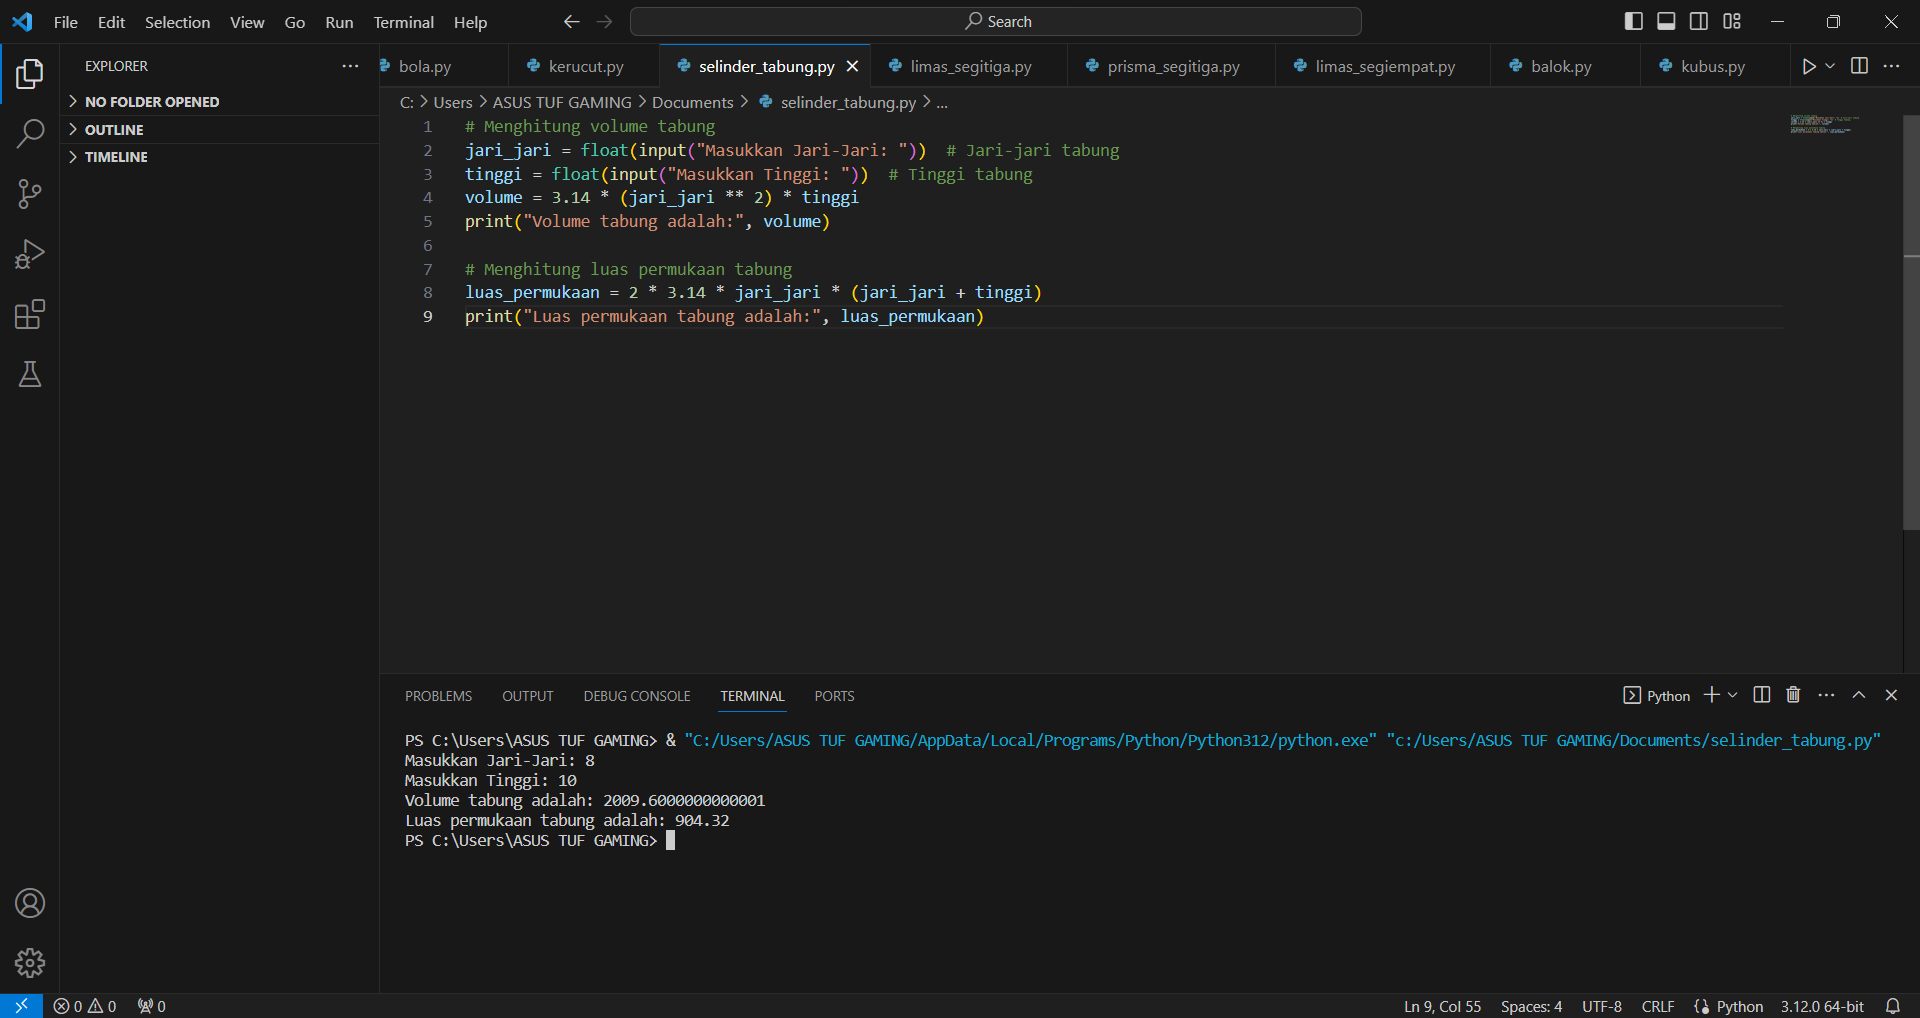 File Edit Selection View Go Run Terminal Help Search
EXPLORER
NO FOLDER OPENED
OUTLINE
TIMELINE
bola.py kerucut.py selinder_tabung.py limas_segitiga.py prisma_segitiga.py limas_segiempat.py balok.py kubus.py
C: > Users > ASUS TUF GAMING > Documents > selinder_tabung.py > ...
1 # Menghitung volume tabung
2 jari_jari = float(input("Masukkan Jari-Jari: ")) # Jari-jari tabung
3 tinggi = float(input("Masukkan Tinggi: ")) # Tinggi tabung
4 volume = 3.14 * (jari_jari ** 2) * tinggi
5 print("Volume tabung adalah:", volume)
6
7 # Menghitung luas permukaan tabung
8 luas_permukaan = 2 * 3.14 * jari_jari * (jari_jari + tinggi)
9 print("Luas permukaan tabung adalah:", luas_permukaan)
PROBLEMS OUTPUT DEBUG CONSOLE TERMINAL PORTS Python
PS C:\Users\ASUS TUF GAMING> & "C:/Users/ASUS TUF GAMING/AppData/Local/Programs/Python/Python312/python.exe" "c:/Users/ASUS TUF GAMING/Documents/selinder_tabung.py"
Masukkan Jari-Jari: 8
Masukkan Tinggi: 10
Volume tabung adalah: 2009.6000000000001
Luas permukaan tabung adalah: 904.32
PS C:\Users\ASUS TUF GAMING>
0 0 0 Ln 9, Col 55 Spaces: 4 UTF-8 CRLF Python 3.12.0 64-bit